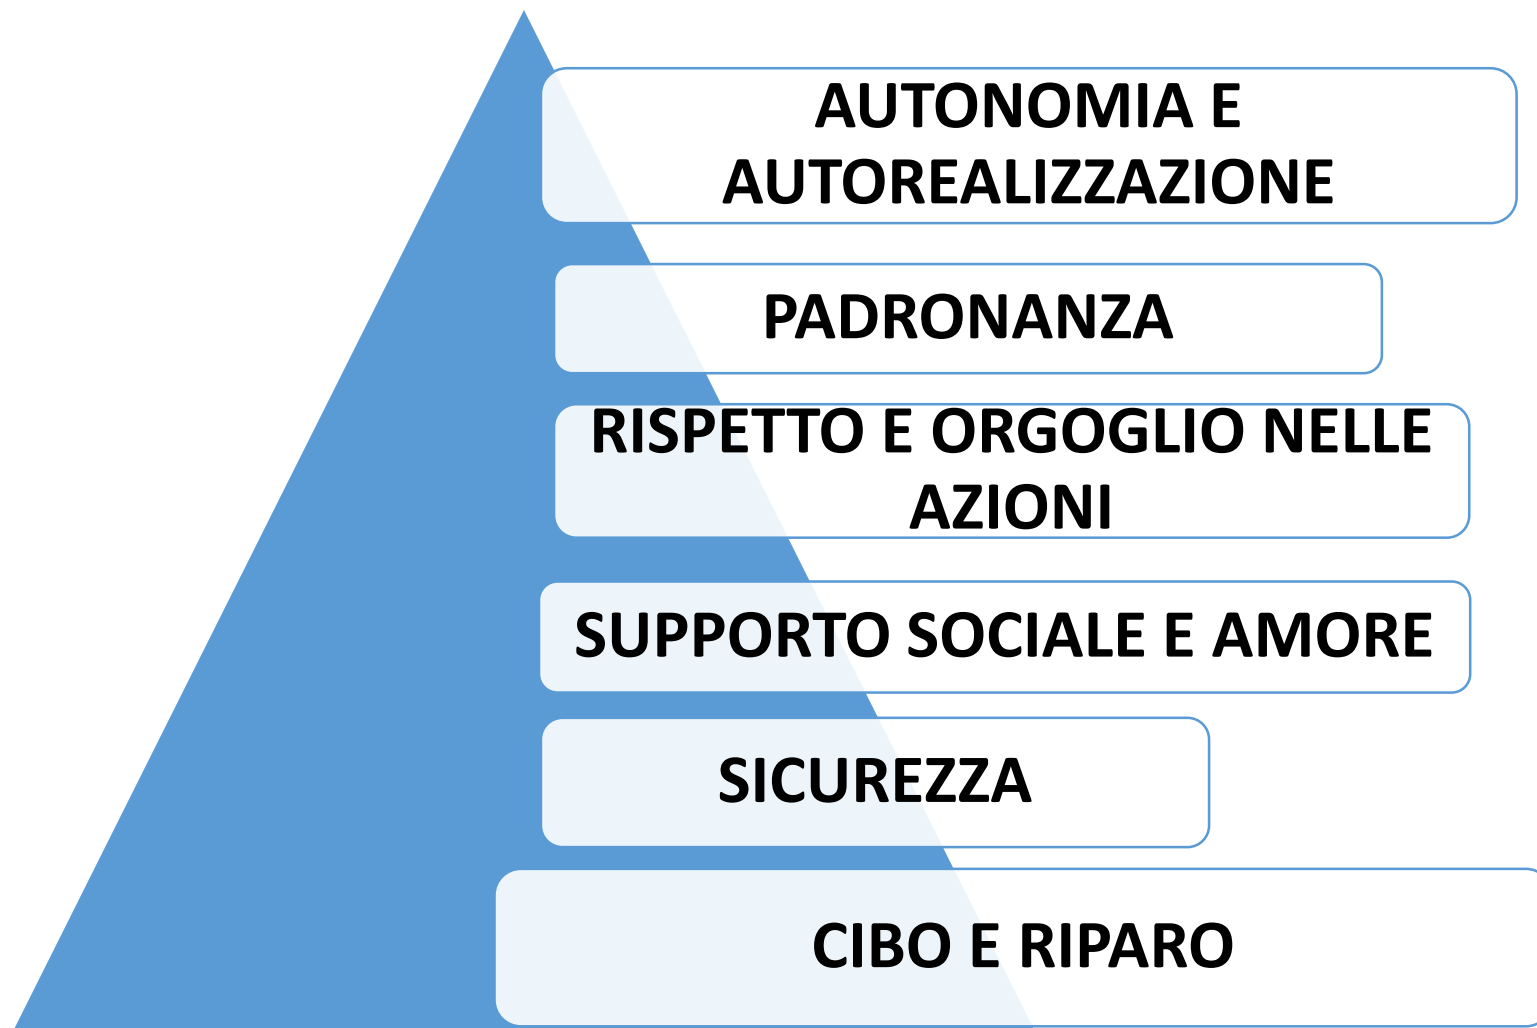 AUTONOMIA E
AUTOREALIZZAZIONE
PADRONANZA
RISPETTO E ORGOGLIO NELLE
AZIONI
SUPPORTO SOCIALE E AMORE
SICUREZZA
CIBO E RIPARO